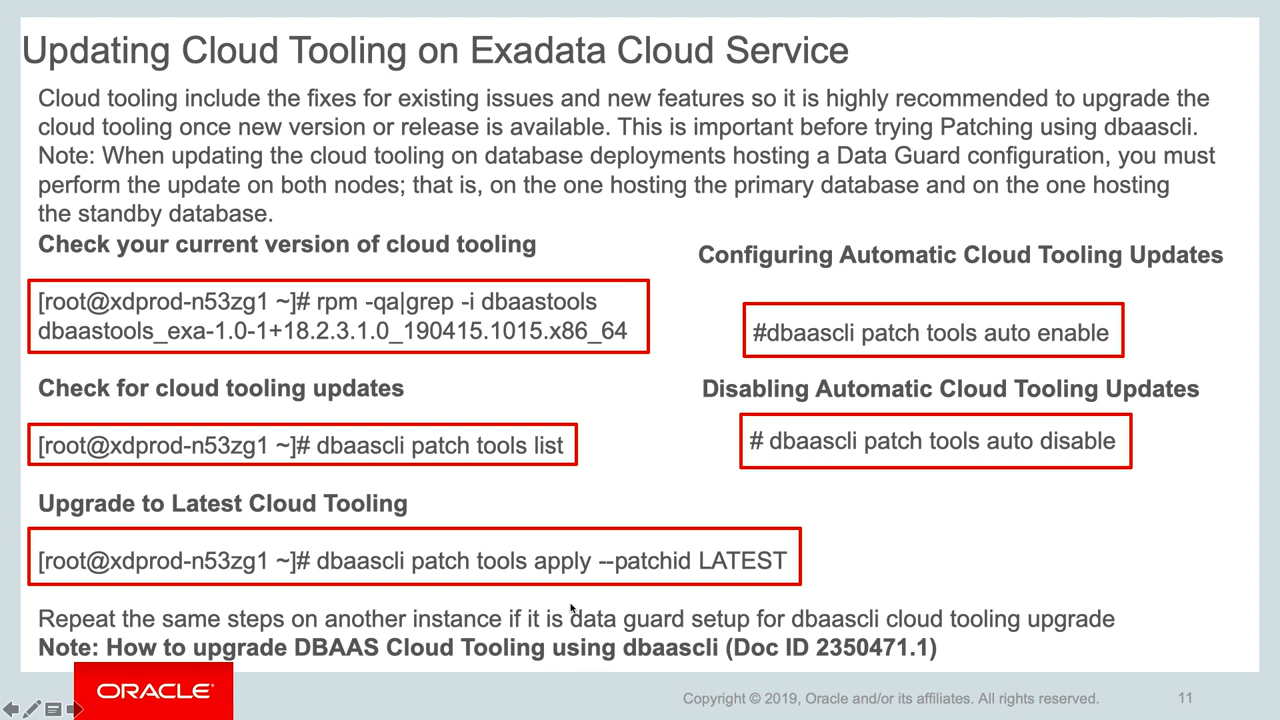 Updating Cloud Tooling on Exadata Cloud Service
Cloud tooling include the fixes for existing issues and new features so it is highly recommended to upgrade the
cloud tooling once new version or release is available. This is important before trying Patching using dbaascli.
Note: When updating the cloud tooling on database deployments hosting a Data Guard configuration, you must
perform the update on both nodes; that is, on the one hosting the primary database and on the one hosting
the standby database.
Check your current version of cloud tooling
[root@xdprod-n53zg1 ~]# rpm -qa|grep -i dbaastools
dbaastools_exa-1.0-1+18.2.3.1.0_190415.1015.x86_64
Check for cloud tooling updates
[root@xdprod-n53zg1 ~]# dbaascli patch tools list
Upgrade to Latest Cloud Tooling
[root@xdprod-n53zg1 ~]# dbaascli patch tools apply --patchid LATEST
Configuring Automatic Cloud Tooling Updates
#dbaascli patch tools auto enable
Disabling Automatic Cloud Tooling Updates
# dbaascli patch tools auto disable
Repeat the same steps on another instance if it is data guard setup for dbaascli cloud tooling upgrade
Note: How to upgrade DBAAS Cloud Tooling using dbaascli (Doc ID 2350471.1)
ORACLE®
Copyright © 2019, Oracle and/or its affiliates. All rights reserved.
11